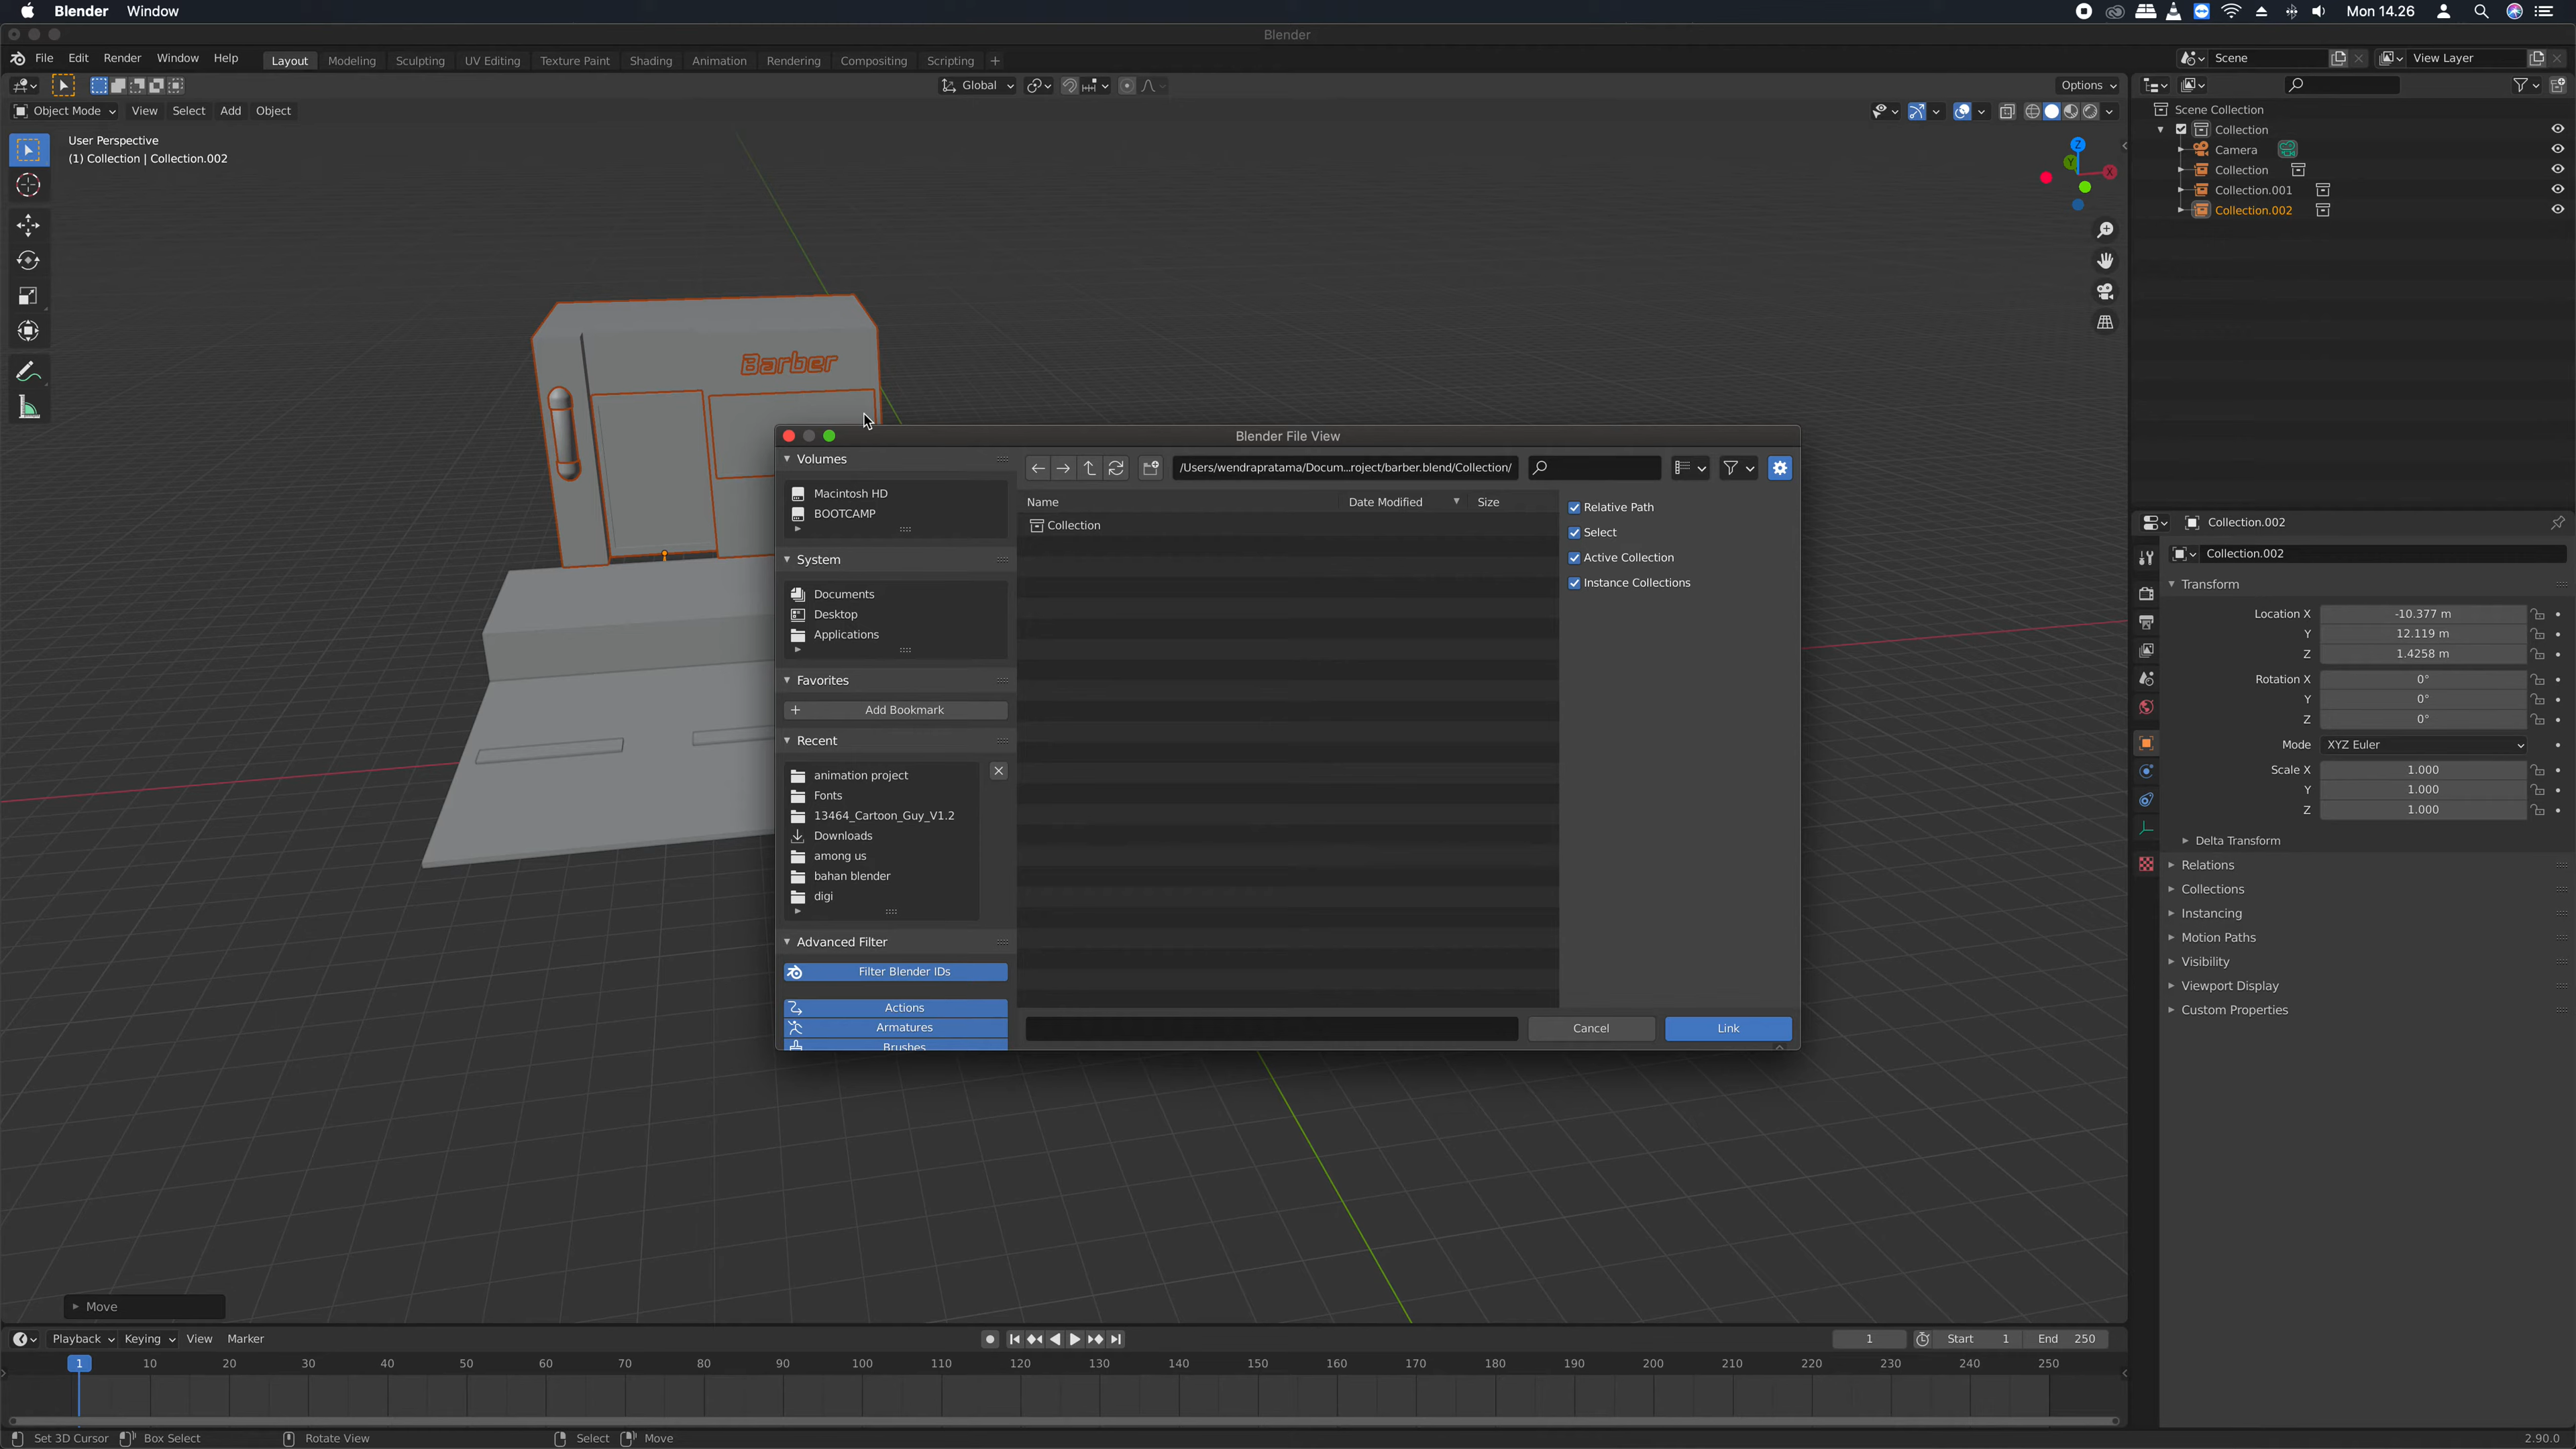 Blender Window Mon 14.26
Blender
File Edit Render Window Help Layout Modeling Sculpting UV Editing Texture Paint Shading Animation Rendering Compositing Scripting + Scene View Layer
Global Options
Object Mode View Select Add Object
User Perspective
(1) Collection | Collection.002
Z
Y
X
Scene Collection
Collection
Camera
Collection
Collection.001
Collection.002
Barber
Blender File View
Volumes
Macintosh HD
BOOTCAMP
System
Documents
Desktop
Applications
Favorites
Add Bookmark
Recent
animation project
Fonts
13464_Cartoon_Guy_V1.2
Downloads
among us
bahan blender
digi
Advanced Filter
Filter Blender IDs
Actions
Armatures
Brushes
/Users/wendrapratama/Docum...roject/barber.blend/Collection/
Name Date Modified Size
Collection
Relative Path
Select
Active Collection
Instance Collections
Cancel Link
Collection.002
Collection.002
Transform
Location X -10.377 m
Y 12.119 m
Z 1.4258 m
Rotation X 0°
Y 0°
Z 0°
Mode XYZ Euler
Scale X 1.000
Y 1.000
Z 1.000
Delta Transform
Relations
Collections
Instancing
Motion Paths
Visibility
Viewport Display
Custom Properties
Move
Playback Keying View Marker 1 Start 1 End 250
1 10 20 30 40 50 60 70 80 90 100 110 120 130 140 150 160 170 180 190 200 210 220 230 240 250
Set 3D Cursor Box Select Rotate View Select Move 2.90.0